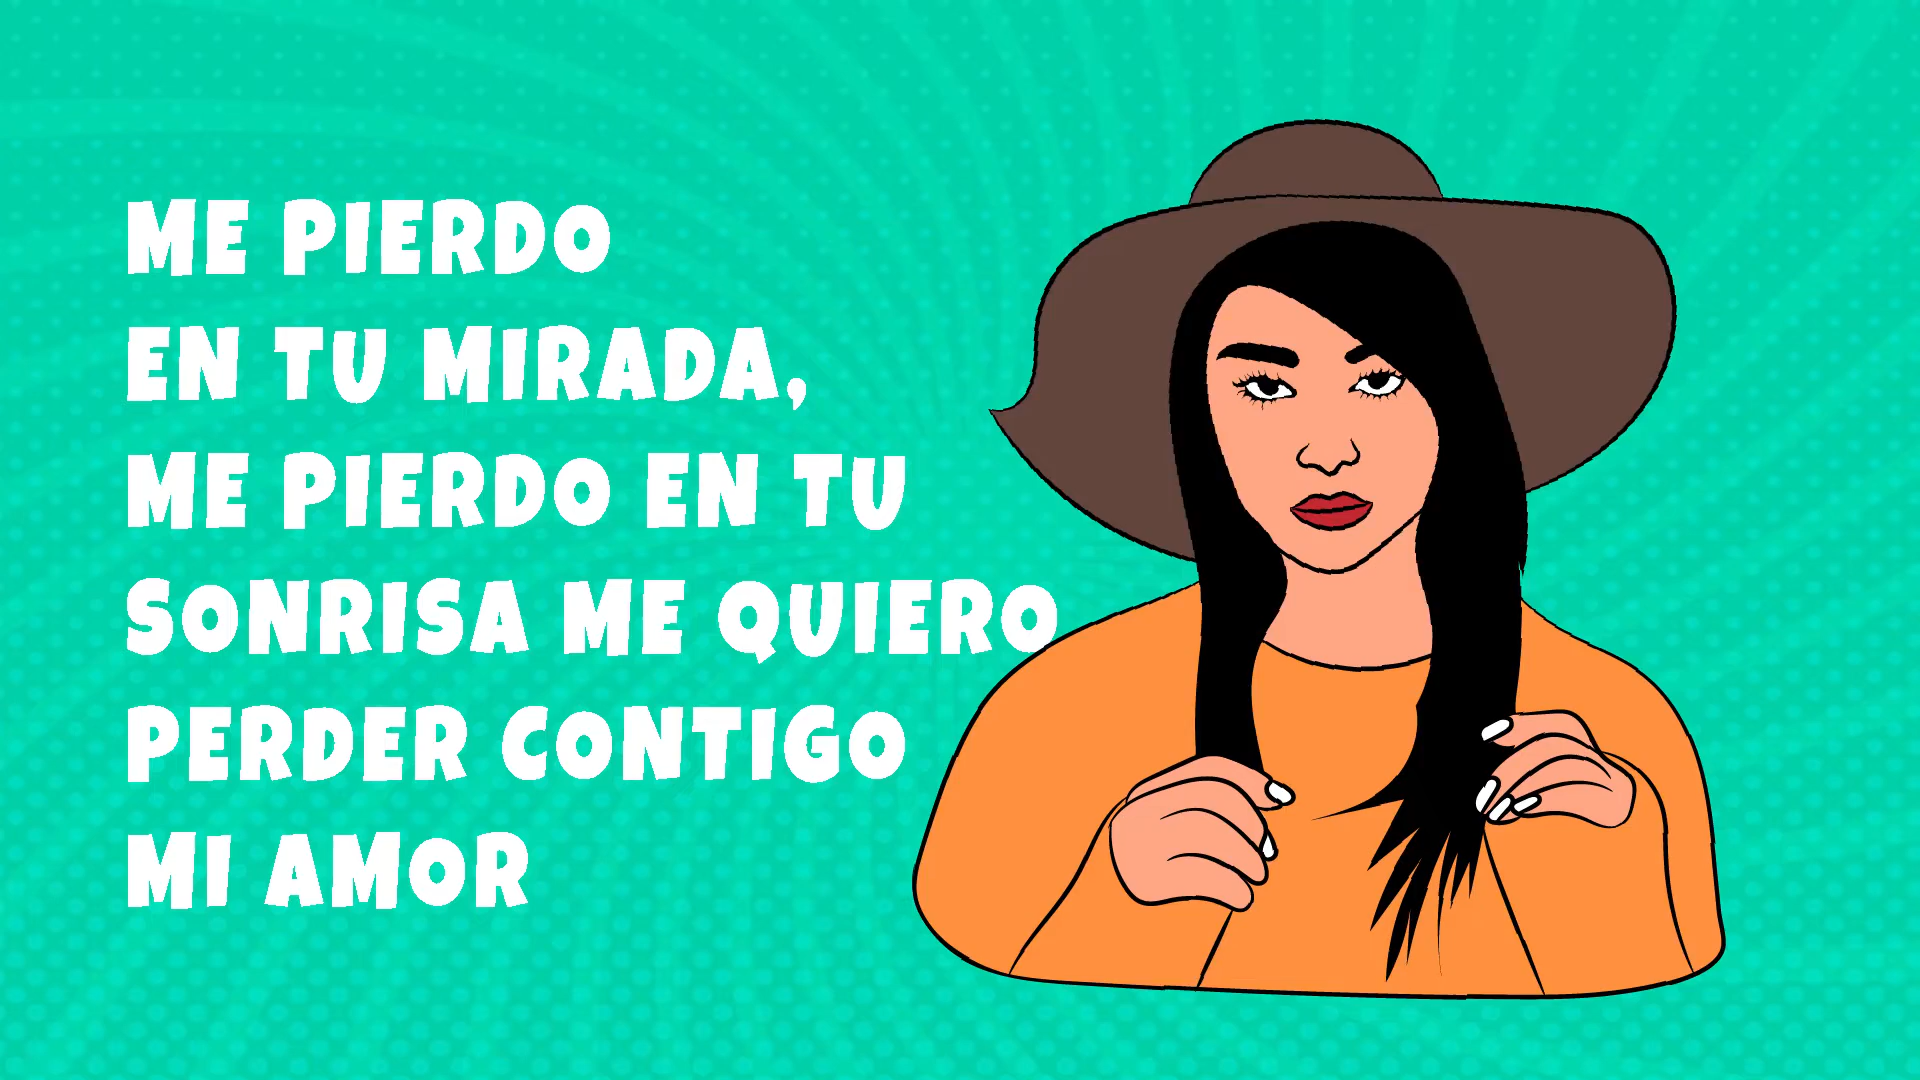 ME PIERDO
EN TU MIRADA,
ME PIERDO EN TU
SONRISA ME QUIERO
PERDER CONTIGO
MI AMOR